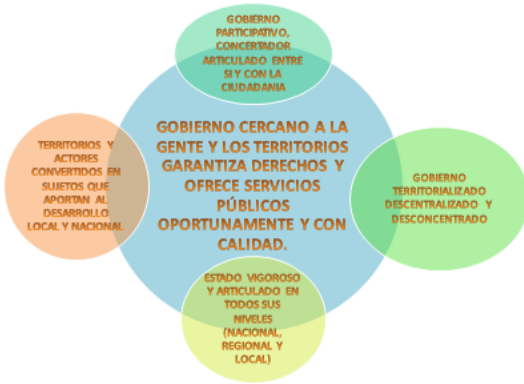 GOBIERNO
PARTICIPATIVO,
CONCERTADOR
ARTICULADO ENTRE
SI Y CON LA
CIUDADANIA
GOBIERNO CERCANO A LA
GENTE Y LOS TERRITORIOS
GARANTIZA DERECHOS Y
OFRECE SERVICIOS
PÚBLICOS
OPORTUNAMENTE Y CON
CALIDAD.
TERRITORIOS Y
ACTORES
CONVERTIDOS EN
SUJETOS QUE
APORTAN AL
DESARROLLO
LOCAL Y NACIONAL
GOBIERNO
TERRITORIALIZADO
DESCENTRALIZADO Y
DESCONCENTRADO
ESTADO VIGOROSO
Y ARTICULADO EN
TODOS SUS
NIVELES
(NACIONAL,
REGIONAL Y
LOCAL)